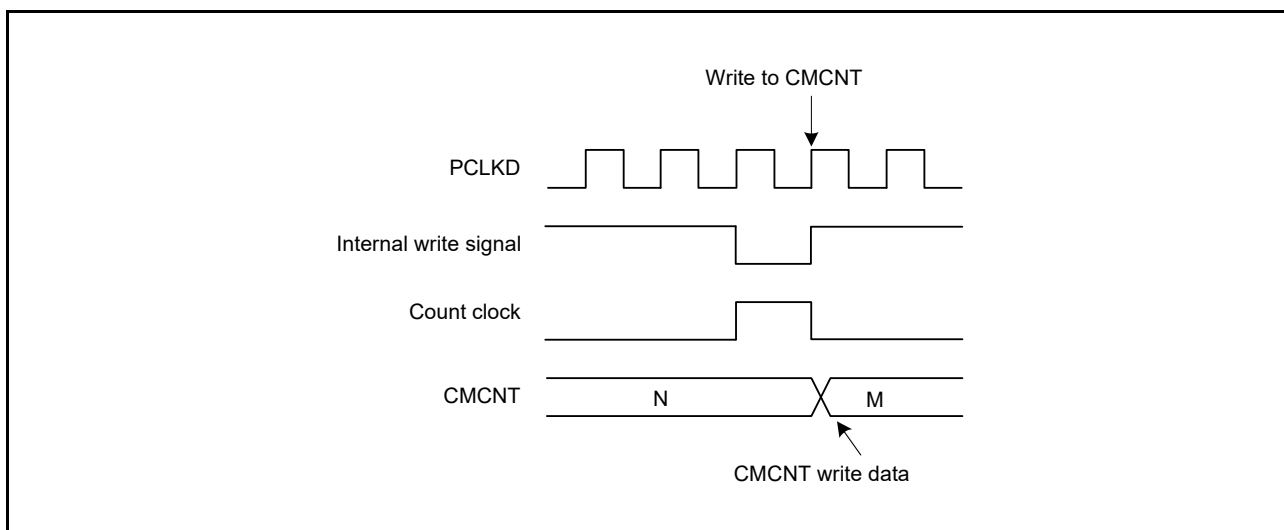 Write to CMCNT
PCLKD
Internal write signal
Count clock
CMCNT
N
M
CMCNT write data